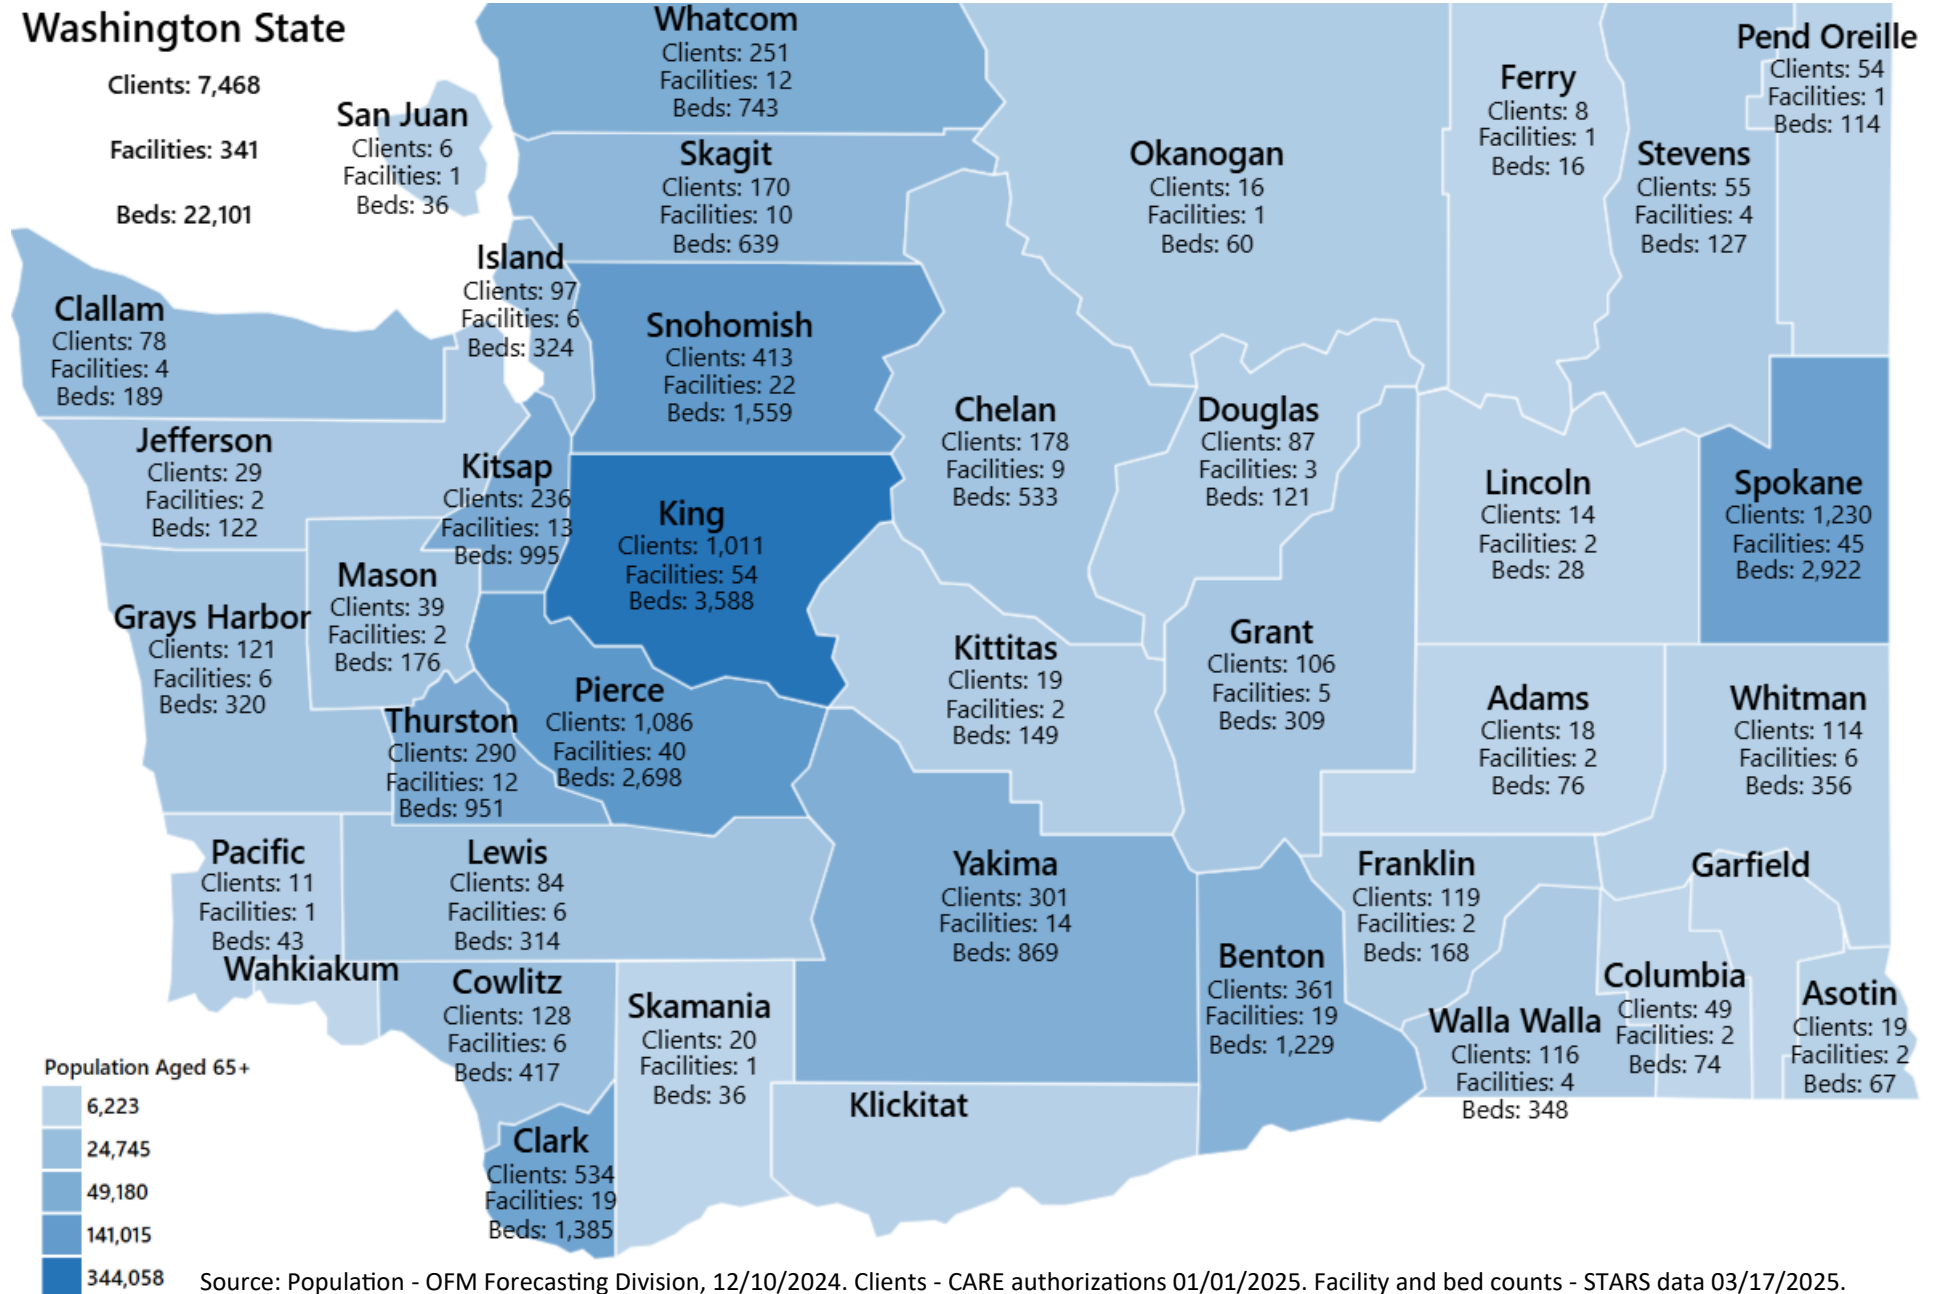 Washington State
Clients: 7,468
Facilities: 341
Beds: 22,101
San Juan
Clients: 6
Facilities: 1
Beds: 36
Whatcom
Clients: 251
Facilities: 12
Beds: 743
Skagit
Clients: 170
Facilities: 10
Beds: 639
Okanogan
Clients: 16
Facilities: 1
Beds: 60
Ferry
Clients: 8
Facilities: 1
Beds: 16
Stevens
Clients: 55
Facilities: 4
Beds: 127
Pend Oreille
Clients: 54
Facilities: 1
Beds: 114
Island
Clients: 97
Facilities: 6
Beds: 324
Clallam
Clients: 78
Facilities: 4
Beds: 189
Snohomish
Clients: 413
Facilities: 22
Beds: 1,559
Jefferson
Clients: 29
Facilities: 2
Beds: 122
Kitsap
Clients: 236
Facilities: 13
Beds: 995
King
Clients: 1,011
Facilities: 54
Beds: 3,588
Chelan
Clients: 178
Facilities: 9
Beds: 533
Douglas
Clients: 87
Facilities: 3
Beds: 121
Lincoln
Clients: 14
Facilities: 2
Beds: 28
Spokane
Clients: 1,230
Facilities: 45
Beds: 2,922
Grays Harbor
Clients: 121
Facilities: 6
Beds: 320
Mason
Clients: 39
Facilities: 2
Beds: 176
Thurston
Clients: 290
Facilities: 12
Beds: 951
Pierce
Clients: 1,086
Facilities: 40
Beds: 2,698
Kittitas
Clients: 19
Facilities: 2
Beds: 149
Grant
Clients: 106
Facilities: 5
Beds: 309
Adams
Clients: 18
Facilities: 2
Beds: 76
Whitman
Clients: 114
Facilities: 6
Beds: 356
Pacific
Clients: 11
Facilities: 1
Beds: 43
Wahkiakum
Lewis
Clients: 84
Facilities: 6
Beds: 314
Cowlitz
Clients: 128
Facilities: 6
Beds: 417
Skamania
Clients: 20
Facilities: 1
Beds: 36
Yakima
Clients: 301
Facilities: 14
Beds: 869
Benton
Clients: 361
Facilities: 19
Beds: 1,229
Franklin
Clients: 119
Facilities: 2
Beds: 168
Garfield
Walla Walla
Clients: 116
Facilities: 4
Beds: 348
Columbia
Clients: 49
Facilities: 2
Beds: 74
Asotin
Clients: 19
Facilities: 2
Beds: 67
Klickitat
Clark
Clients: 534
Facilities: 19
Beds: 1,385
Population Aged 65+
6,223
24,745
49,180
141,015
344,058
Source: Population - OFM Forecasting Division, 12/10/2024. Clients - CARE authorizations 01/01/2025. Facility and bed counts - STARS data 03/17/2025.